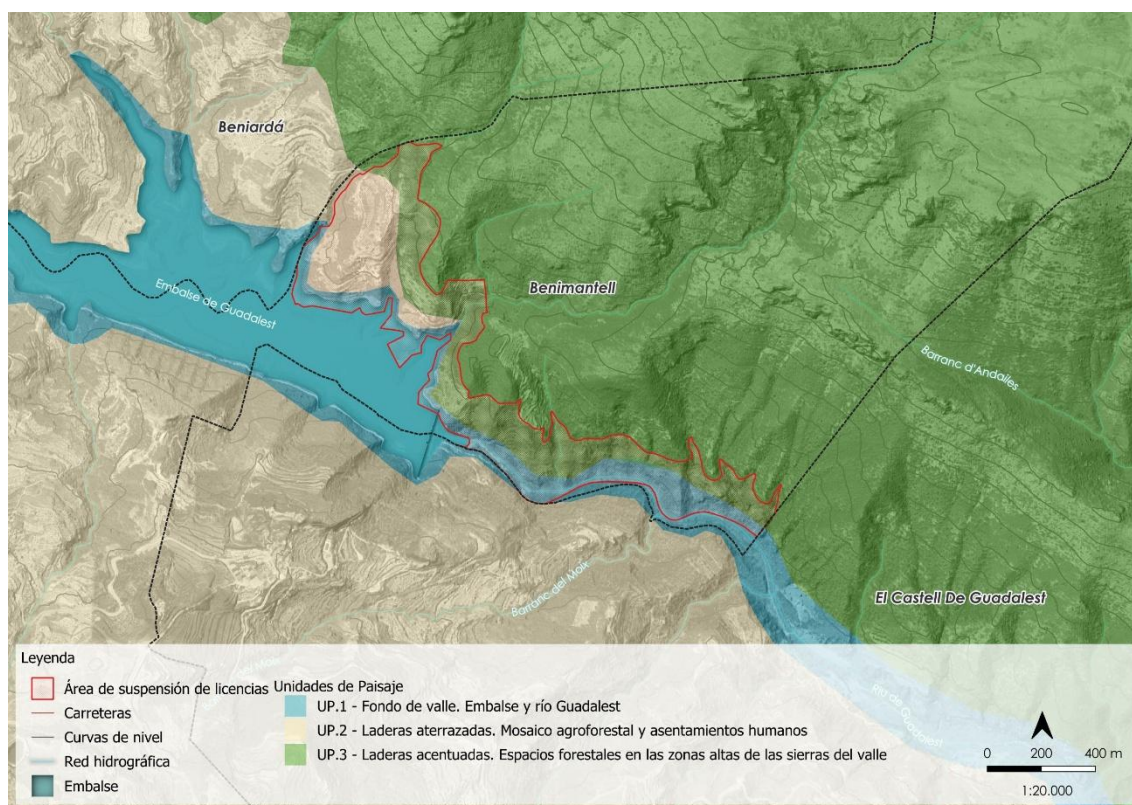 Beniardá
Embalse de Guadalest
Benimantell
Barranc d'Andailes
Barranc del Moix
El Castell De Guadalest
Río de Guadalest
Leyenda
Área de suspensión de licencias
Carreteras
Curvas de nivel
Red hidrográfica
Embalse
Unidades de Paisaje
UP.1 - Fondo de valle. Embalse y río Guadalest
UP.2 - Laderas aterrazadas. Mosaico agroforestal y asentamientos humanos
UP.3 - Laderas acentuadas. Espacios forestales en las zonas altas de las sierras del valle
0 200 400 m
1:20.000